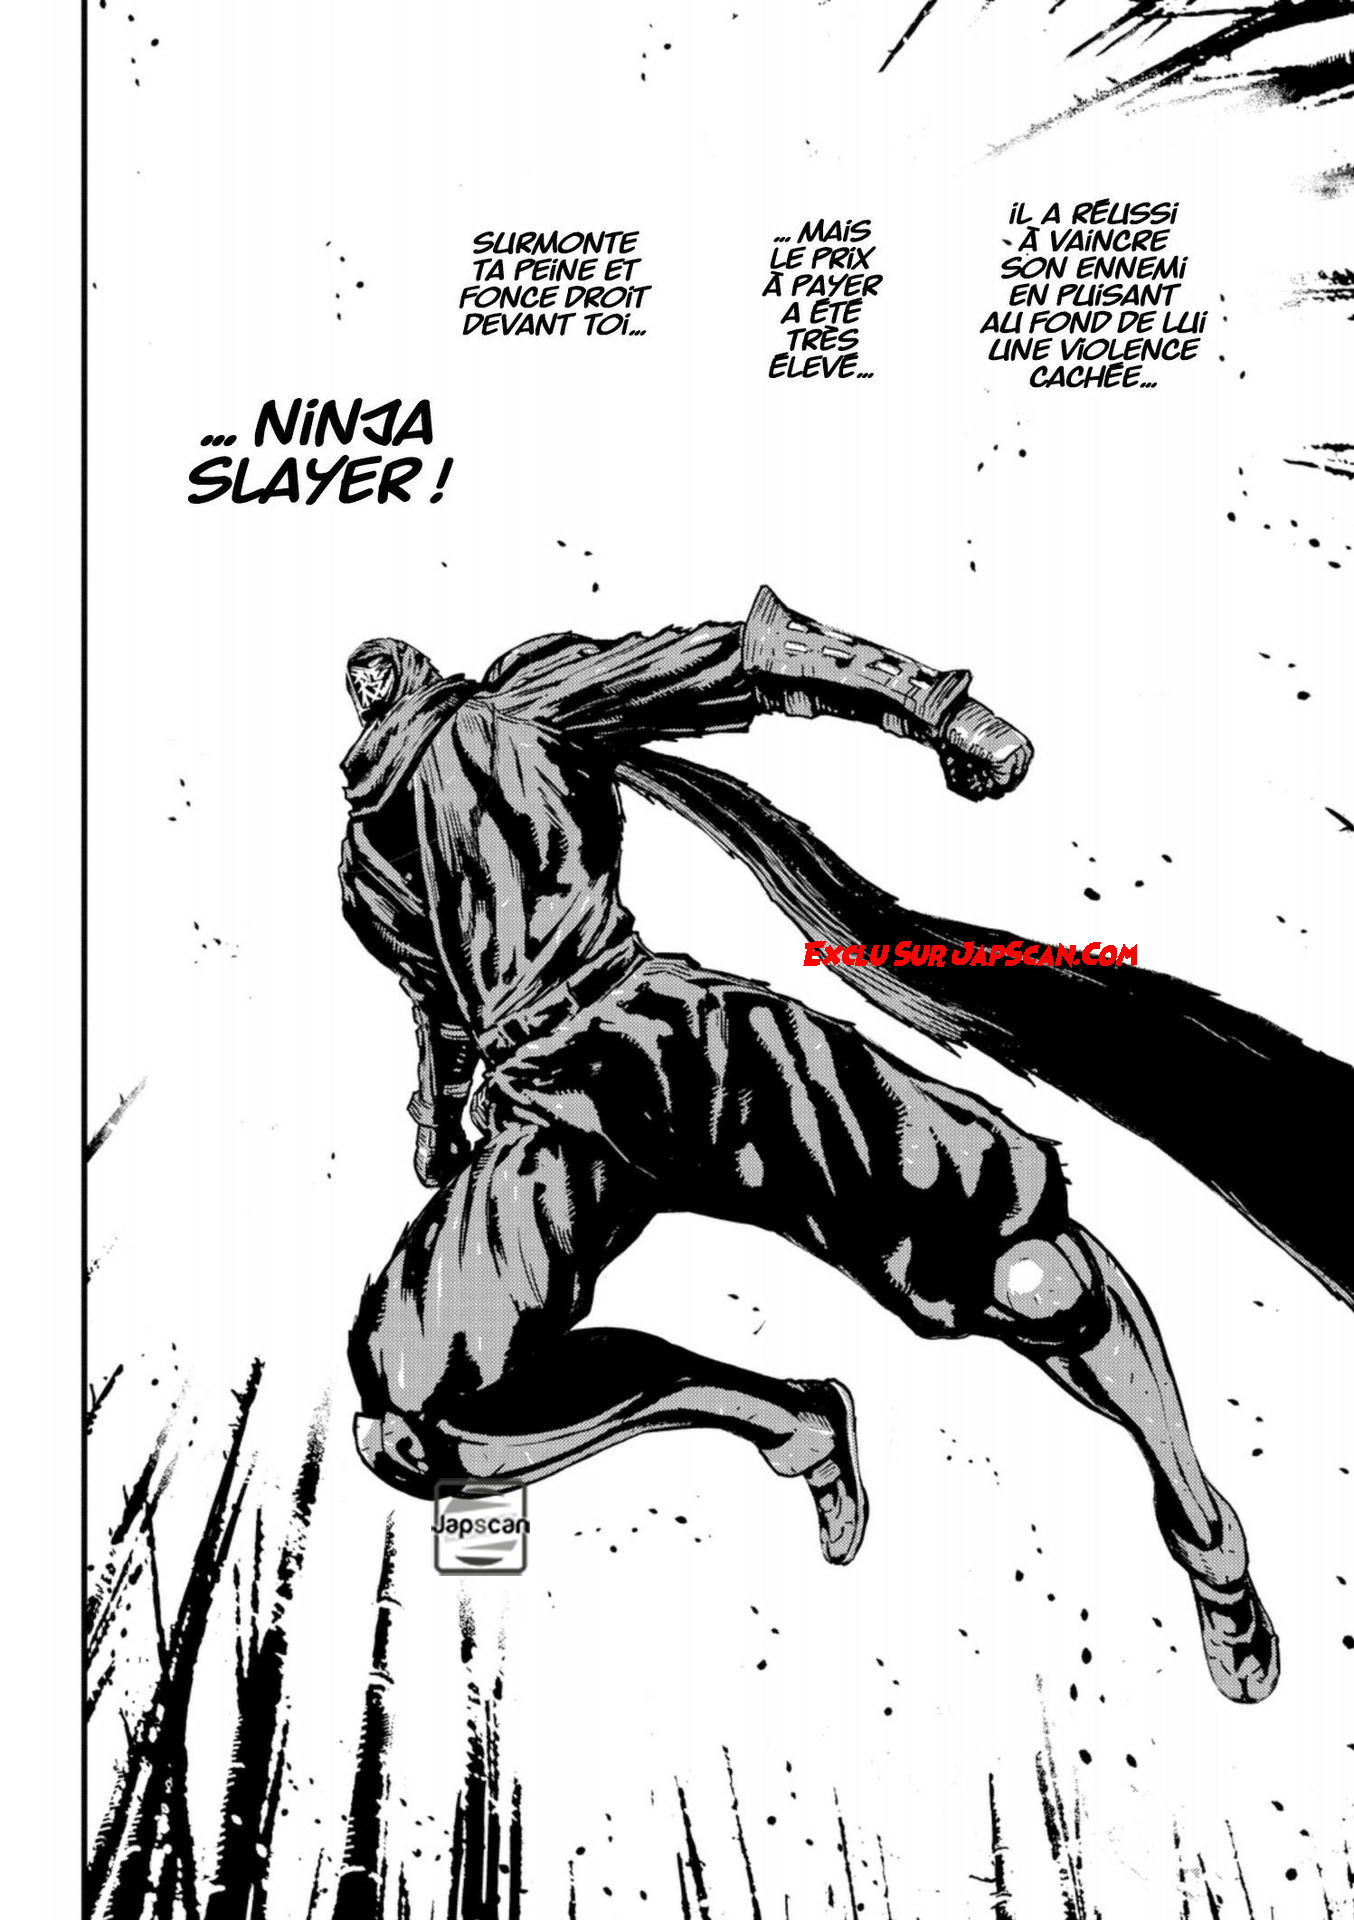 IL A RÉUSSI
À VAINCRE
SON ENNEMI
EN PUISANT
AU FOND DE LUI
UNE VIOLENCE
CACHÉE...
... MAIS
LE PRIX
À PAYER
A ÉTÉ
TRÈS
ÉLEVÉ...
SURMONTE
TA PEINE ET
FONCE DROIT
DEVANT TOI...
... NINJA
SLAYER !
EXCLU SUR JAPSCAN.COM
Japscan